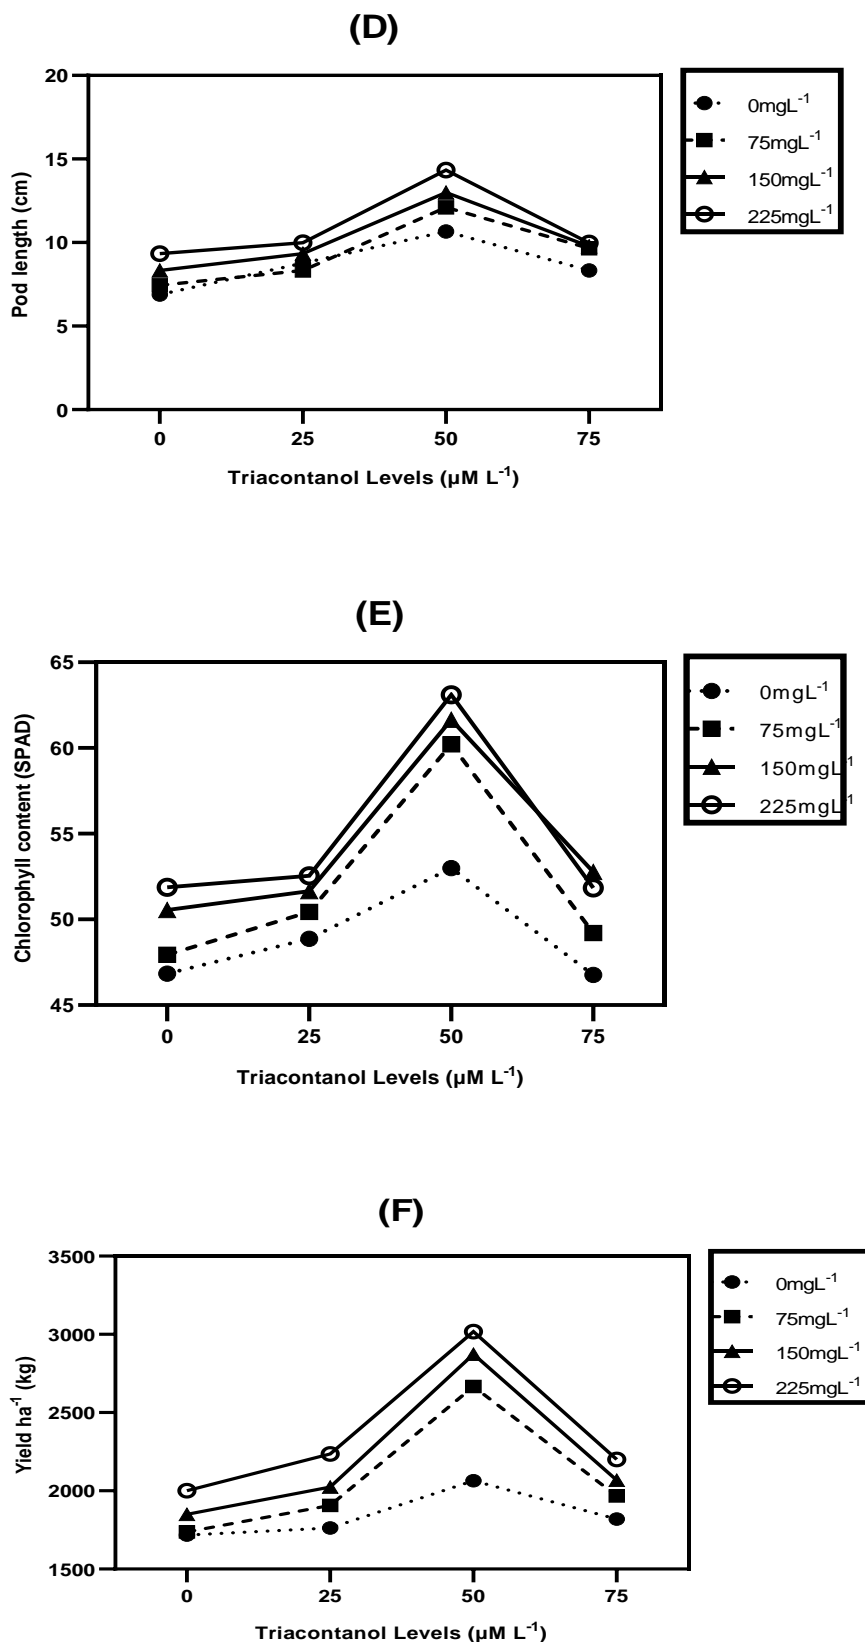 (D)
Pod length (cm)
20
15
10
5
0
0 25 50 75
Triacontanol Levels (µM L⁻¹)
0mgL⁻¹
75mgL⁻¹
150mgL⁻¹
225mgL⁻¹
(E)
Chlorophyll content (SPAD)
65
60
55
50
45
0 25 50 75
Triacontanol Levels (µM L⁻¹)
0mgL⁻¹
75mgL⁻¹
150mgL⁻¹
225mgL⁻¹
(F)
Yield ha⁻¹ (kg)
3500
3000
2500
2000
1500
0 25 50 75
Triacontanol Levels (µM L⁻¹)
0mgL⁻¹
75mgL⁻¹
150mgL⁻¹
225mgL⁻¹